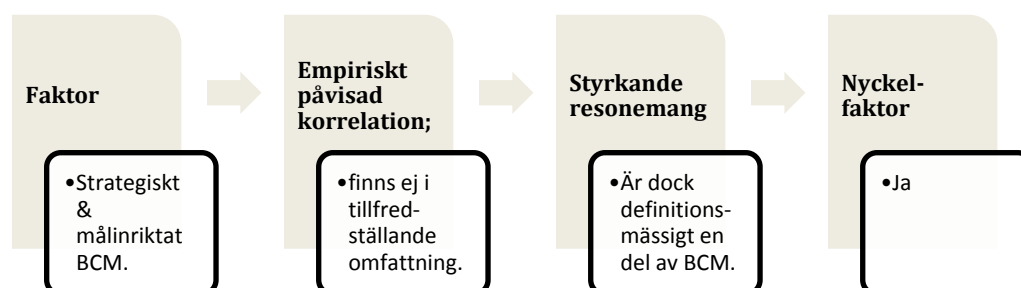 Faktor
•Strategiskt
&
målinriktat
BCM.
Empiriskt
påvisad
korrelation;
•finns ej i
tillfred-
ställande
omfattning.
Styrkande
resonemang
•Är dock
definitions-
mässigt en
del av BCM.
Nyckel-
faktor
•Ja